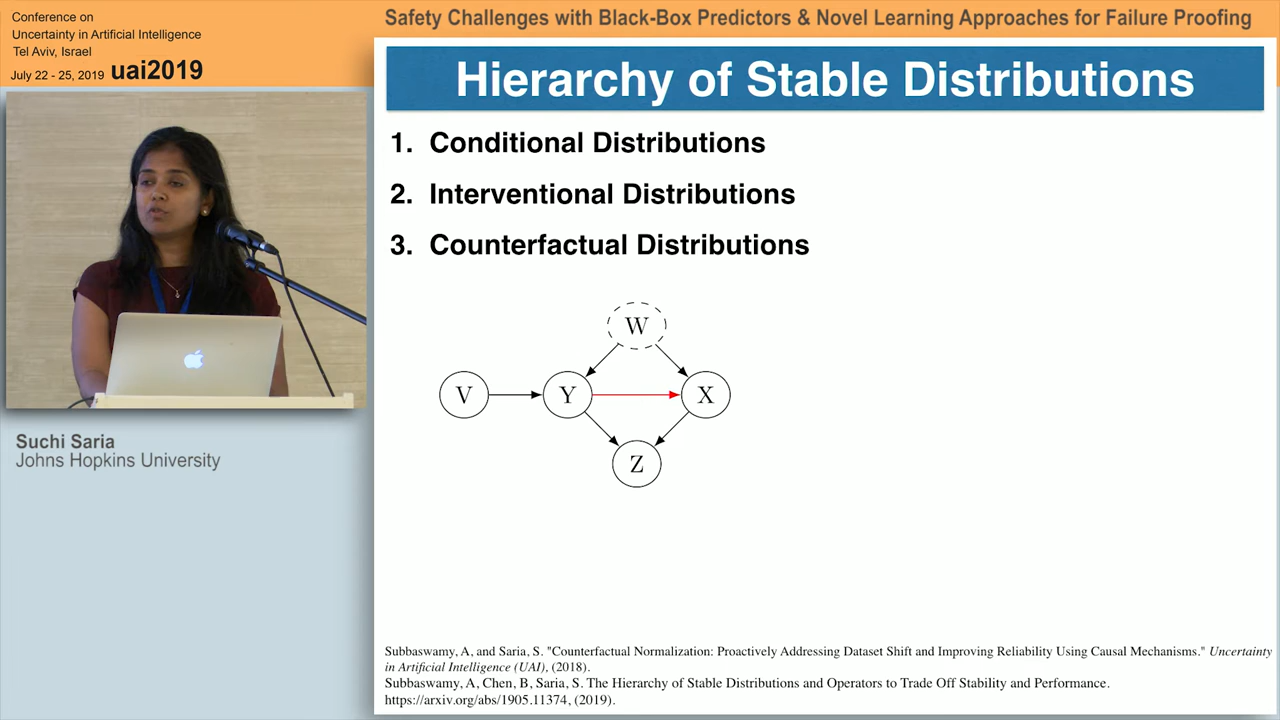 Conference on
Uncertainty in Artificial Intelligence
Tel Aviv, Israel
July 22 - 25, 2019 uai2019
Safety Challenges with Black-Box Predictors & Novel Learning Approaches for Failure Proofing
Hierarchy of Stable Distributions
1. Conditional Distributions
2. Interventional Distributions
3. Counterfactual Distributions
W
V
Y
X
Z
Suchi Saria
Johns Hopkins University
Subbaswamy, A, and Saria, S. "Counterfactual Normalization: Proactively Addressing Dataset Shift and Improving Reliability Using Causal Mechanisms." Uncertainty
in Artificial Intelligence (UAI), (2018).
Subbaswamy, A, Chen, B, Saria, S. The Hierarchy of Stable Distributions and Operators to Trade Off Stability and Performance.
https://arxiv.org/abs/1905.11374, (2019).